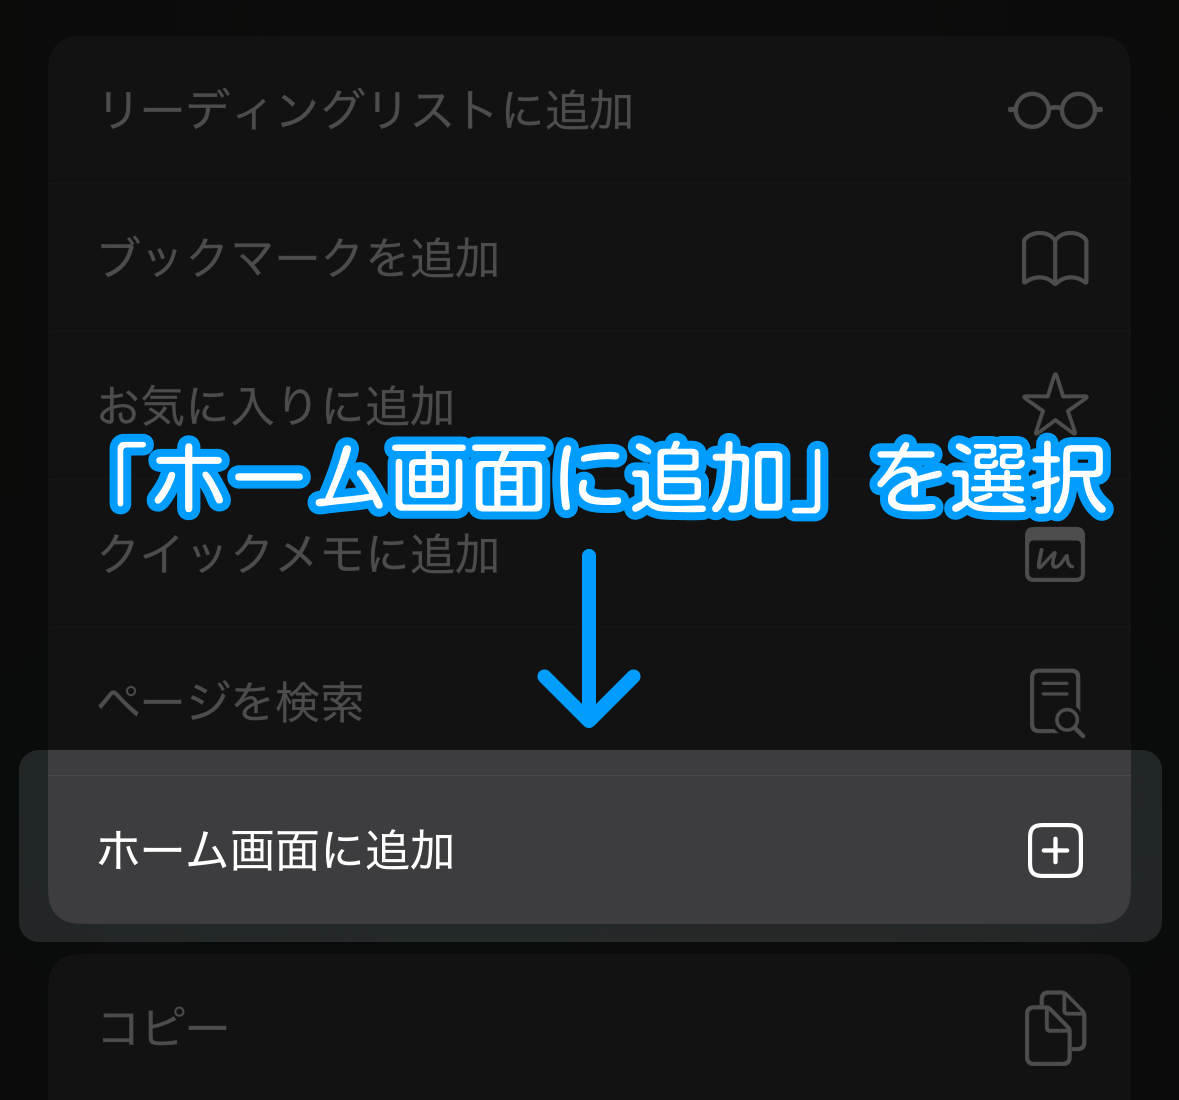 リーディングリストに追加
ブックマークを追加
お気に入りに追加
「ホーム画面に追加」を選択
クイックメモに追加
ページを検索
ホーム画面に追加
コピー